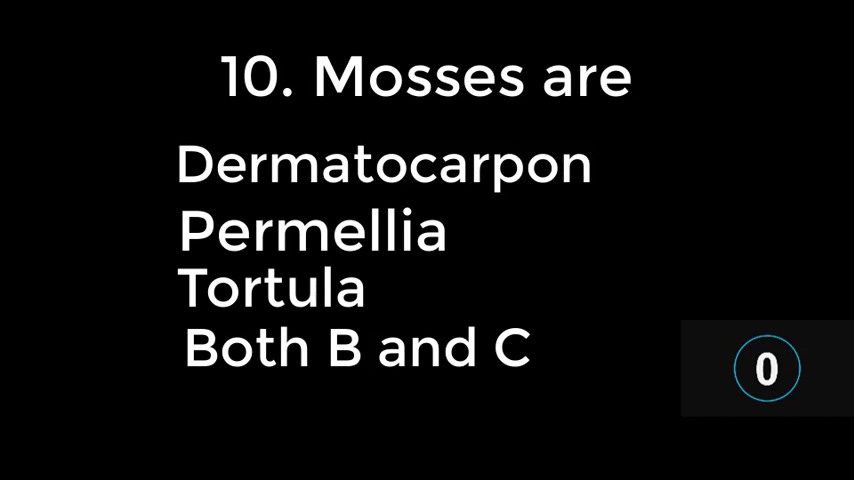 10. Mosses are
Dermatocarpon
Permellia
Tortula
Both B and C
0